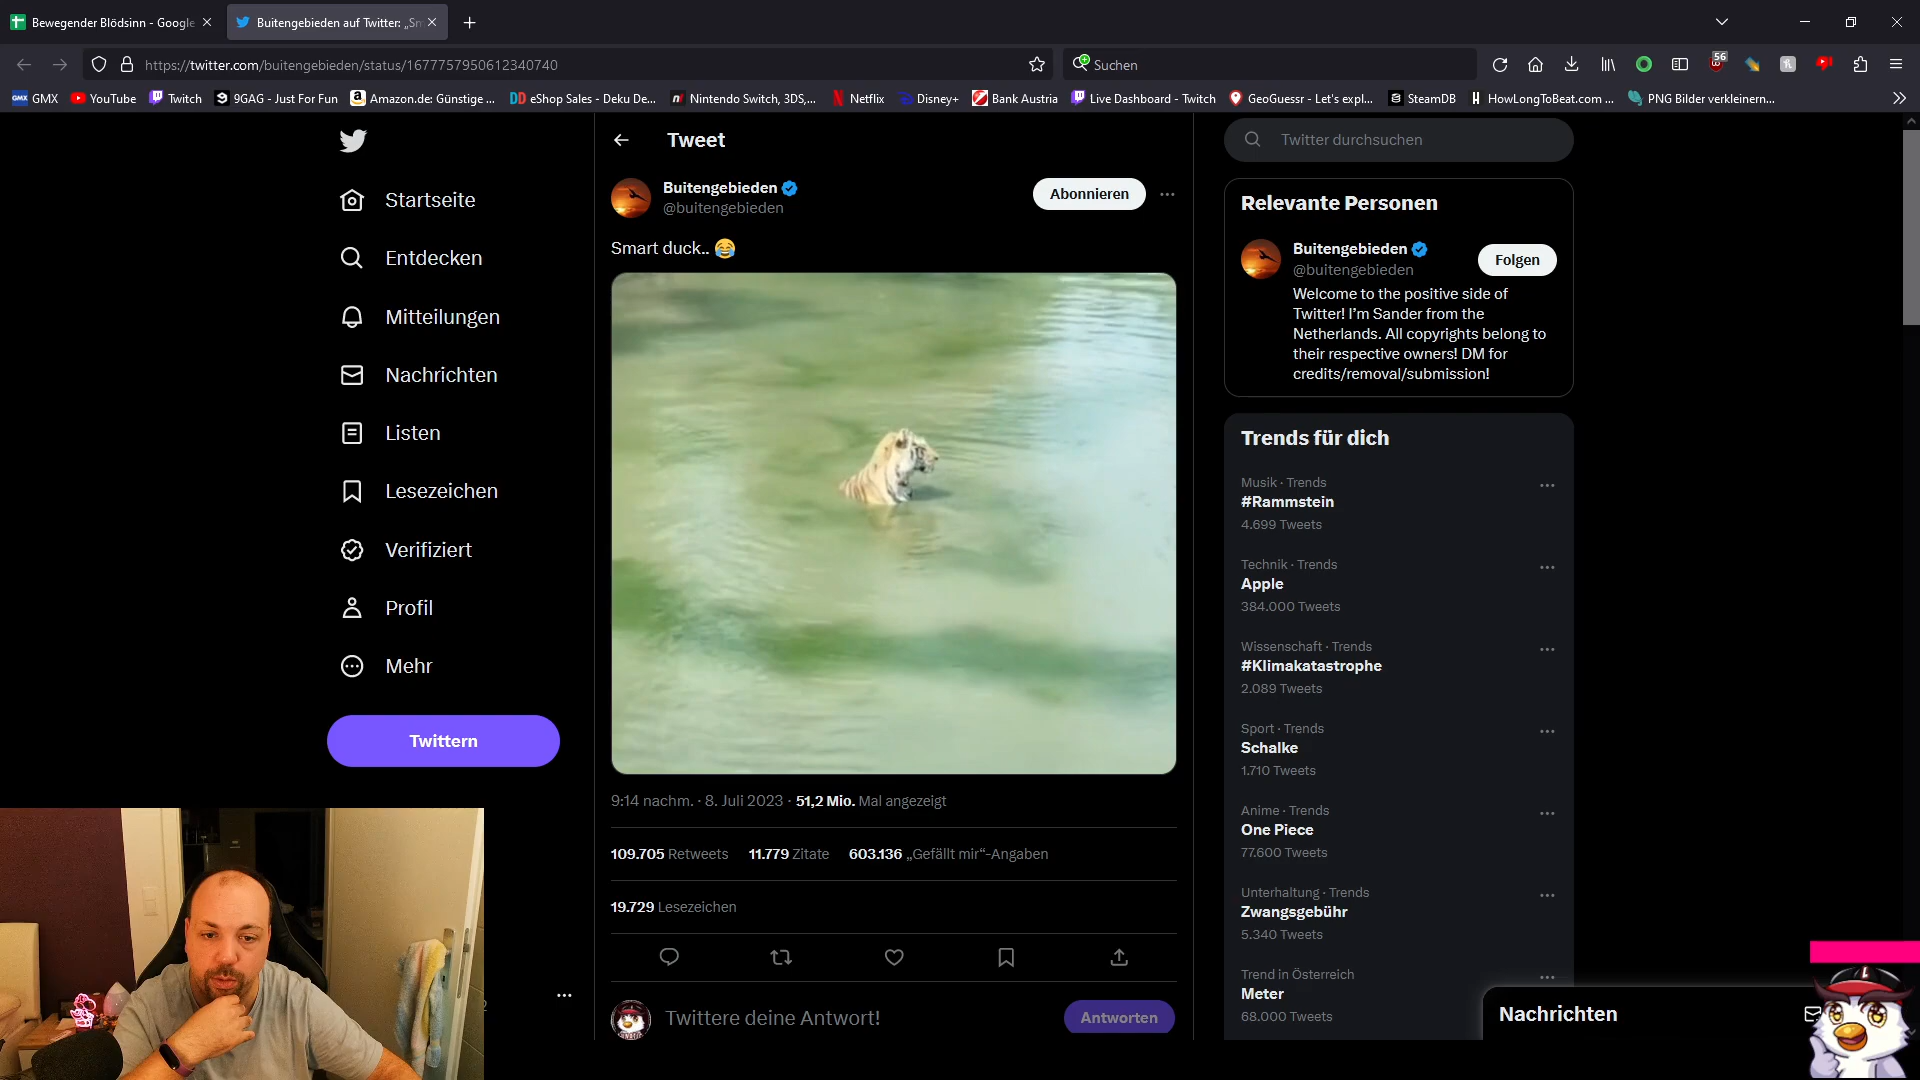 Bewegender Blödsinn - Google
Buitengebieden auf Twitter: „Sm
https://twitter.com/buitengebieden/status/1677757950612340740
Suchen
56
GMX
YouTube
Twitch
9GAG - Just For Fun
Amazon.de: Günstige ...
eShop Sales - Deku De...
Nintendo Switch, 3DS,...
Netflix
Disney+
Bank Austria
Live Dashboard - Twitch
GeoGuessr - Let's expl...
SteamDB
HowLongToBeat.com ...
PNG Bilder verkleinern...
Startseite
Entdecken
Mitteilungen
Nachrichten
Listen
Lesezeichen
Verifiziert
Profil
Mehr
Twittern
Tweet
Buitengebieden
@buitengebieden
Abonnieren
Smart duck.. 😂
9:14 nachm. · 8. Juli 2023 · 51,2 Mio. Mal angezeigt
109.705 Retweets 11.779 Zitate 603.136 „Gefällt mir“-Angaben
19.729 Lesezeichen
Twittere deine Antwort!
Antworten
Twitter durchsuchen
Relevante Personen
Buitengebieden
@buitengebieden
Folgen
Welcome to the positive side of
Twitter! I’m Sander from the
Netherlands. All copyrights belong to
their respective owners! DM for
credits/removal/submission!
Trends für dich
Musik · Trends
#Rammstein
4.699 Tweets
Technik · Trends
Apple
384.000 Tweets
Wissenschaft · Trends
#Klimakatastrophe
2.089 Tweets
Sport · Trends
Schalke
1.710 Tweets
Anime · Trends
One Piece
77.600 Tweets
Unterhaltung · Trends
Zwangsgebühr
5.340 Tweets
Trend in Österreich
Meter
68.000 Tweets
Nachrichten